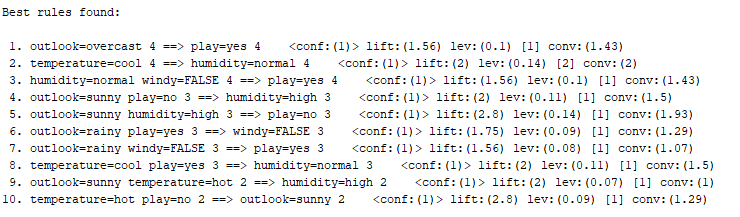 Best rules found:
1. outlook=overcast 4 ==> play=yes 4    <conf:(1)> lift:(1.56) lev:(0.1) [1] conv:(1.43)
2. temperature=cool 4 ==> humidity=normal 4    <conf:(1)> lift:(2) lev:(0.14) [2] conv:(2)
3. humidity=normal windy=FALSE 4 ==> play=yes 4    <conf:(1)> lift:(1.56) lev:(0.1) [1] conv:(1.43)
4. outlook=sunny play=no 3 ==> humidity=high 3    <conf:(1)> lift:(2) lev:(0.11) [1] conv:(1.5)
5. outlook=sunny humidity=high 3 ==> play=no 3    <conf:(1)> lift:(2.8) lev:(0.14) [1] conv:(1.93)
6. outlook=rainy play=yes 3 ==> windy=FALSE 3    <conf:(1)> lift:(1.75) lev:(0.09) [1] conv:(1.29)
7. outlook=rainy windy=FALSE 3 ==> play=yes 3    <conf:(1)> lift:(1.56) lev:(0.08) [1] conv:(1.07)
8. temperature=cool play=yes 3 ==> humidity=normal 3    <conf:(1)> lift:(2) lev:(0.11) [1] conv:(1.5)
9. outlook=sunny temperature=hot 2 ==> humidity=high 2    <conf:(1)> lift:(2) lev:(0.07) [1] conv:(1)
10. temperature=hot play=no 2 ==> outlook=sunny 2    <conf:(1)> lift:(2.8) lev:(0.09) [1] conv:(1.29)